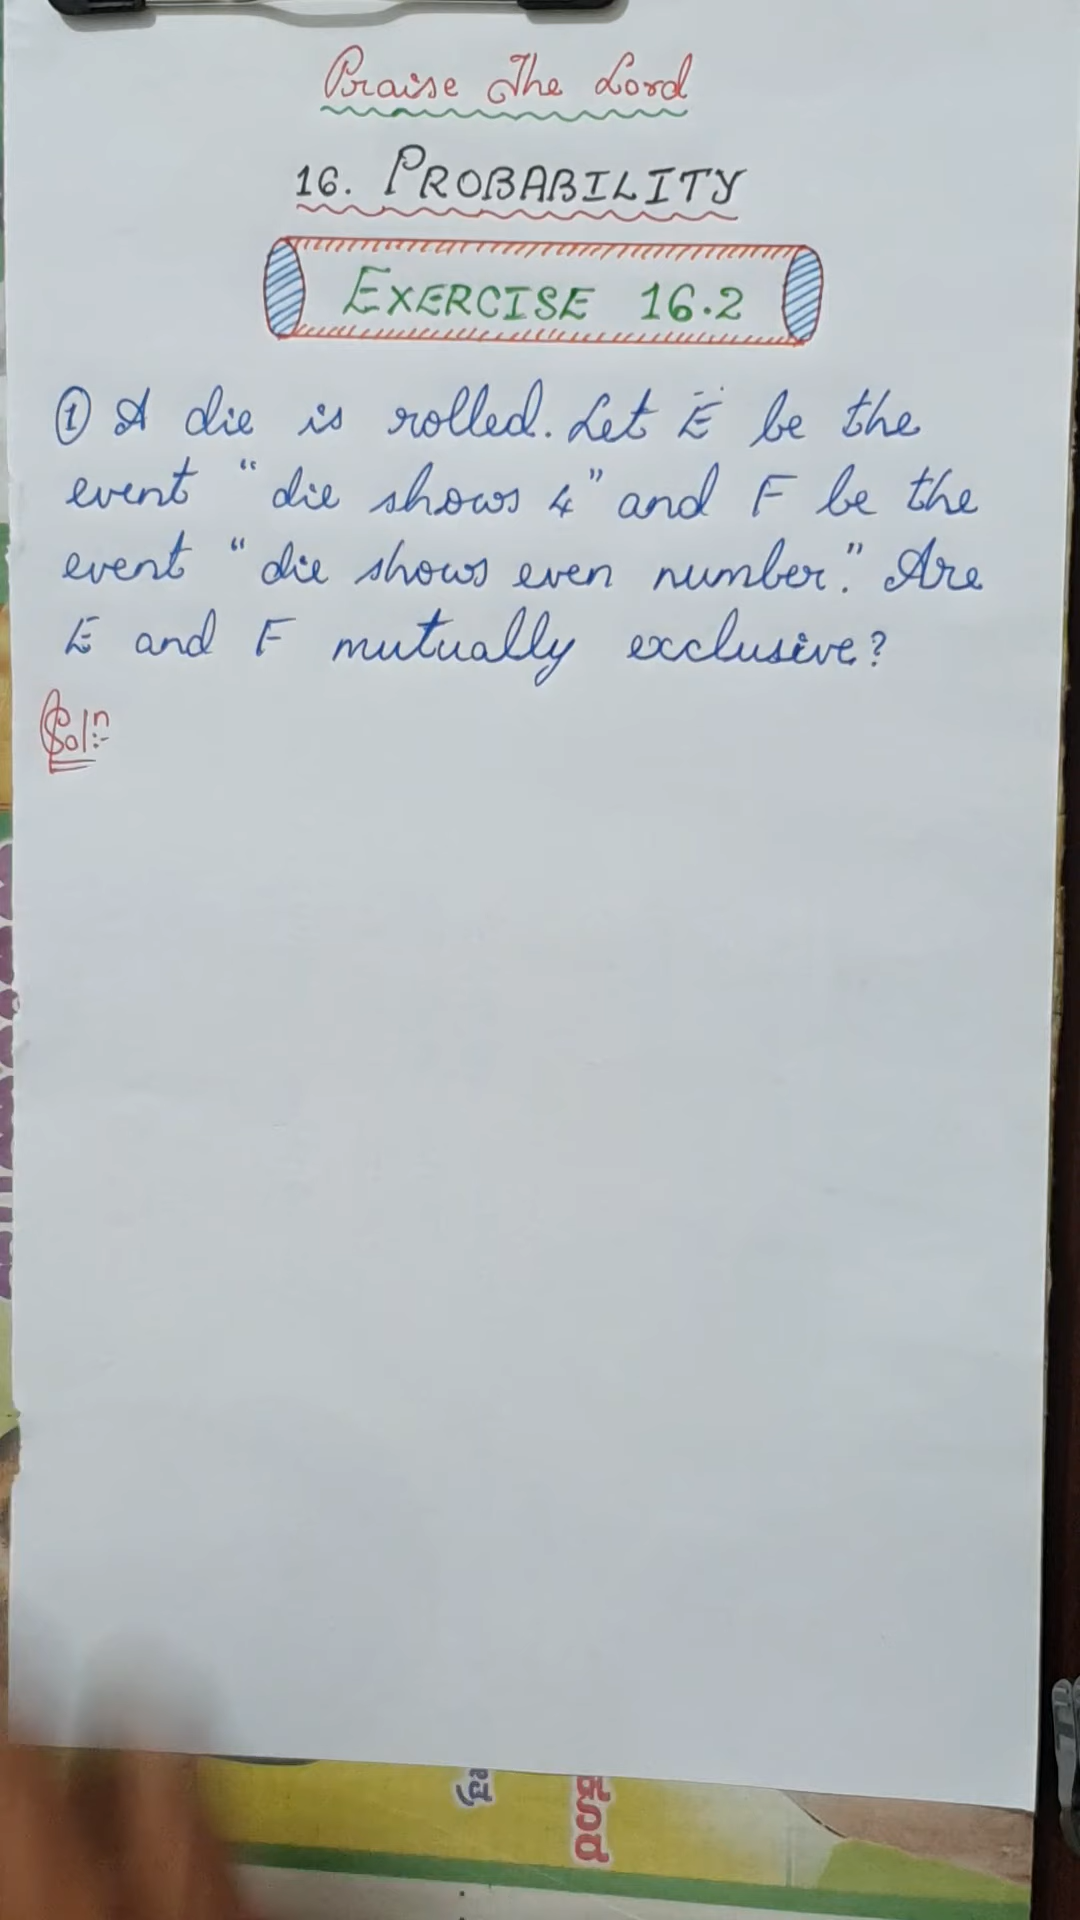 Praise The Lord
16. PROBABILITY
EXERCISE 16.2
① A die is rolled. Let E be the
event "die shows 4" and F be the
event "die shows even number." Are
E and F mutually exclusive?
Soln:-